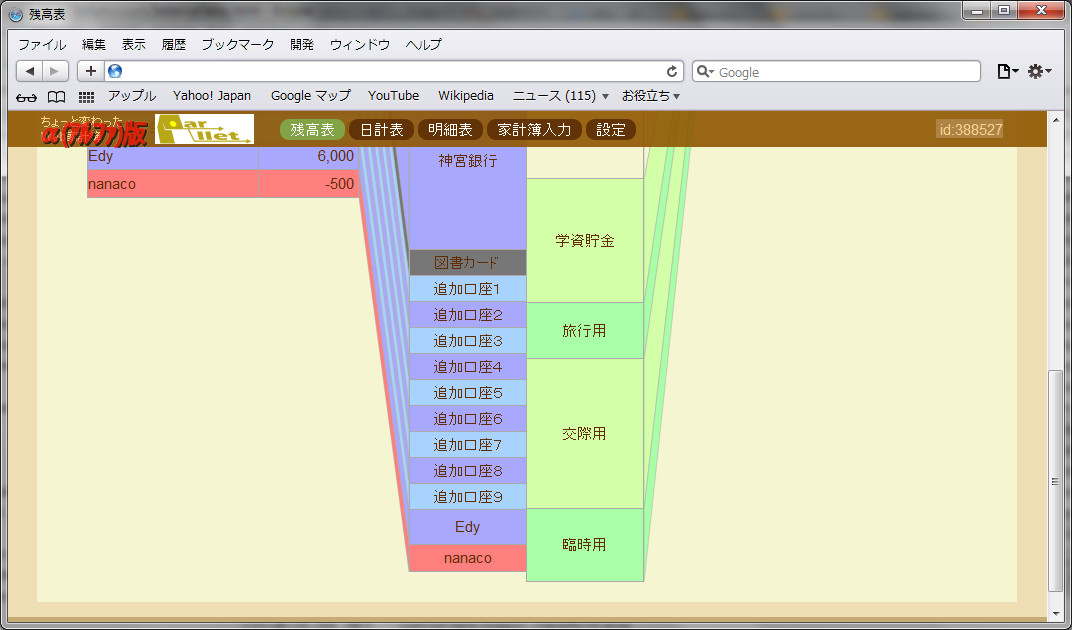 残高表
ファイル 編集 表示 履歴 ブックマーク 開発 ウィンドウ ヘルプ
Google
アップル Yahoo! Japan Google マップ YouTube Wikipedia ニュース (115) お役立ち
ちょーと変わった
α(アルファ)版
Parllet
残高表 日計表 明細表 家計簿入力 設定
id:388527
Edy 6,000
nanaco -500
神宮銀行
図書カード
追加口座1
追加口座2
追加口座3
追加口座4
追加口座5
追加口座6
追加口座7
追加口座8
追加口座9
Edy
nanaco
学資貯金
旅行用
交際用
臨時用